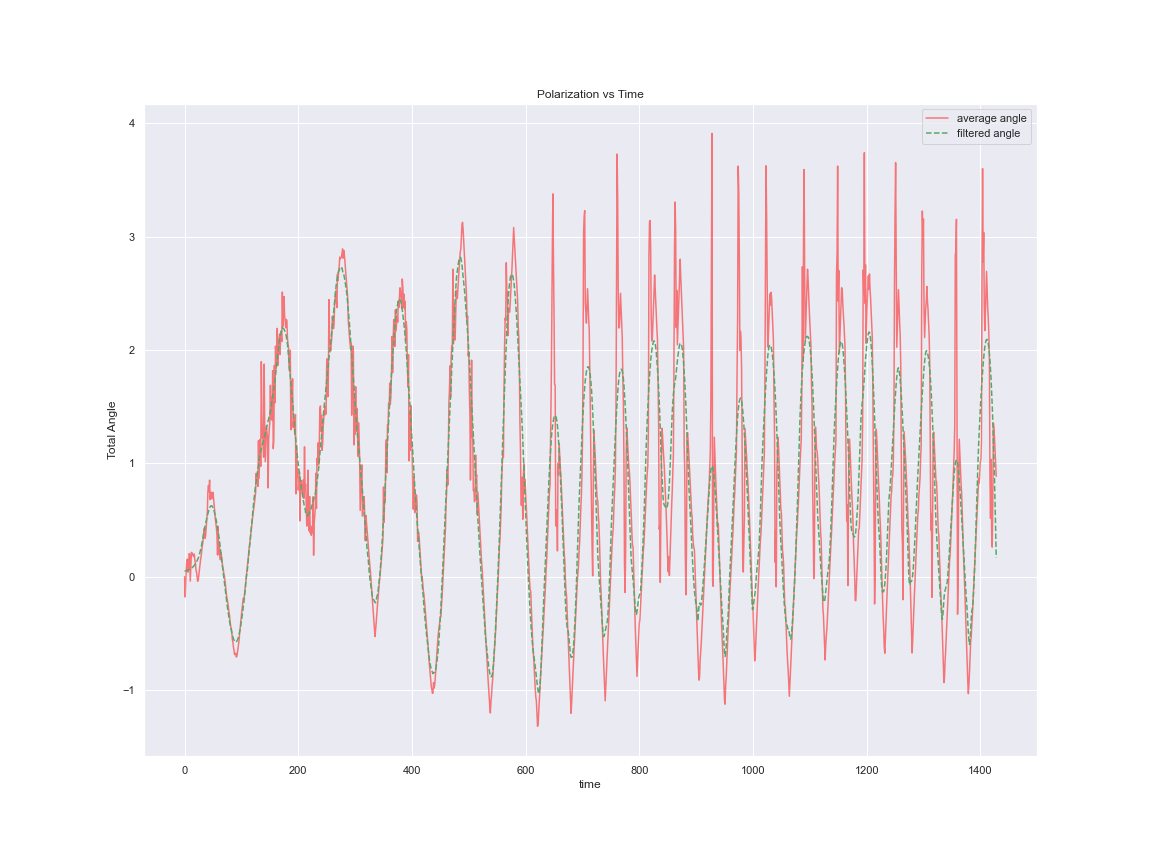 Polarization vs Time
average angle
filtered angle
4
3
2
1
0
−1
Total Angle
0 200 400 600 800 1000 1200 1400
time